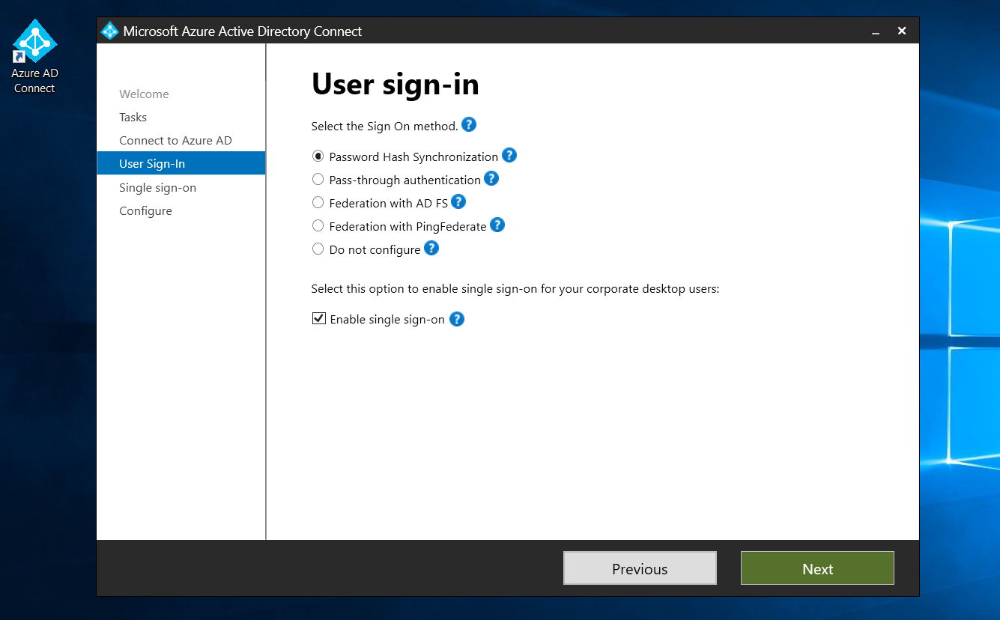 Azure AD
Connect
Microsoft Azure Active Directory Connect
Welcome
Tasks
Connect to Azure AD
User Sign-In
Single sign-on
Configure
User sign-in
Select the Sign On method. ?
Password Hash Synchronization ?
Pass-through authentication ?
Federation with AD FS ?
Federation with PingFederate ?
Do not configure ?
Select this option to enable single sign-on for your corporate desktop users:
Enable single sign-on ?
Previous
Next